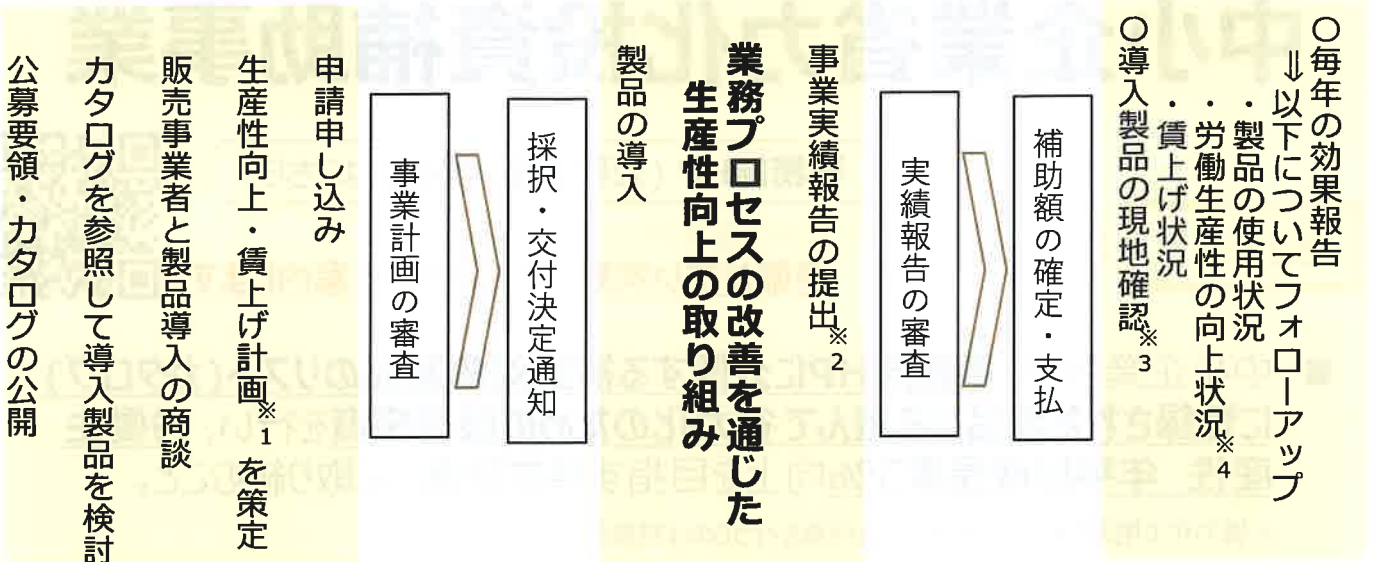 〇毎年の効果報告
⇓以下についてフォローアップ
・製品の使用状況
・労働生産性の向上状況※4
・賃上げ状況
〇導入製品の現地確認※3
補助額の確定・支払
実績報告の審査
事業実績報告の提出※2
業務プロセスの改善を通じた
生産性向上の取り組み
製品の導入
採択・交付決定通知
事業計画の審査
申請申し込み
生産性向上・賃上げ計画※1を策定
販売事業者と製品導入の商談
カタログを参照して導入製品を検討
公募要領・カタログの公開